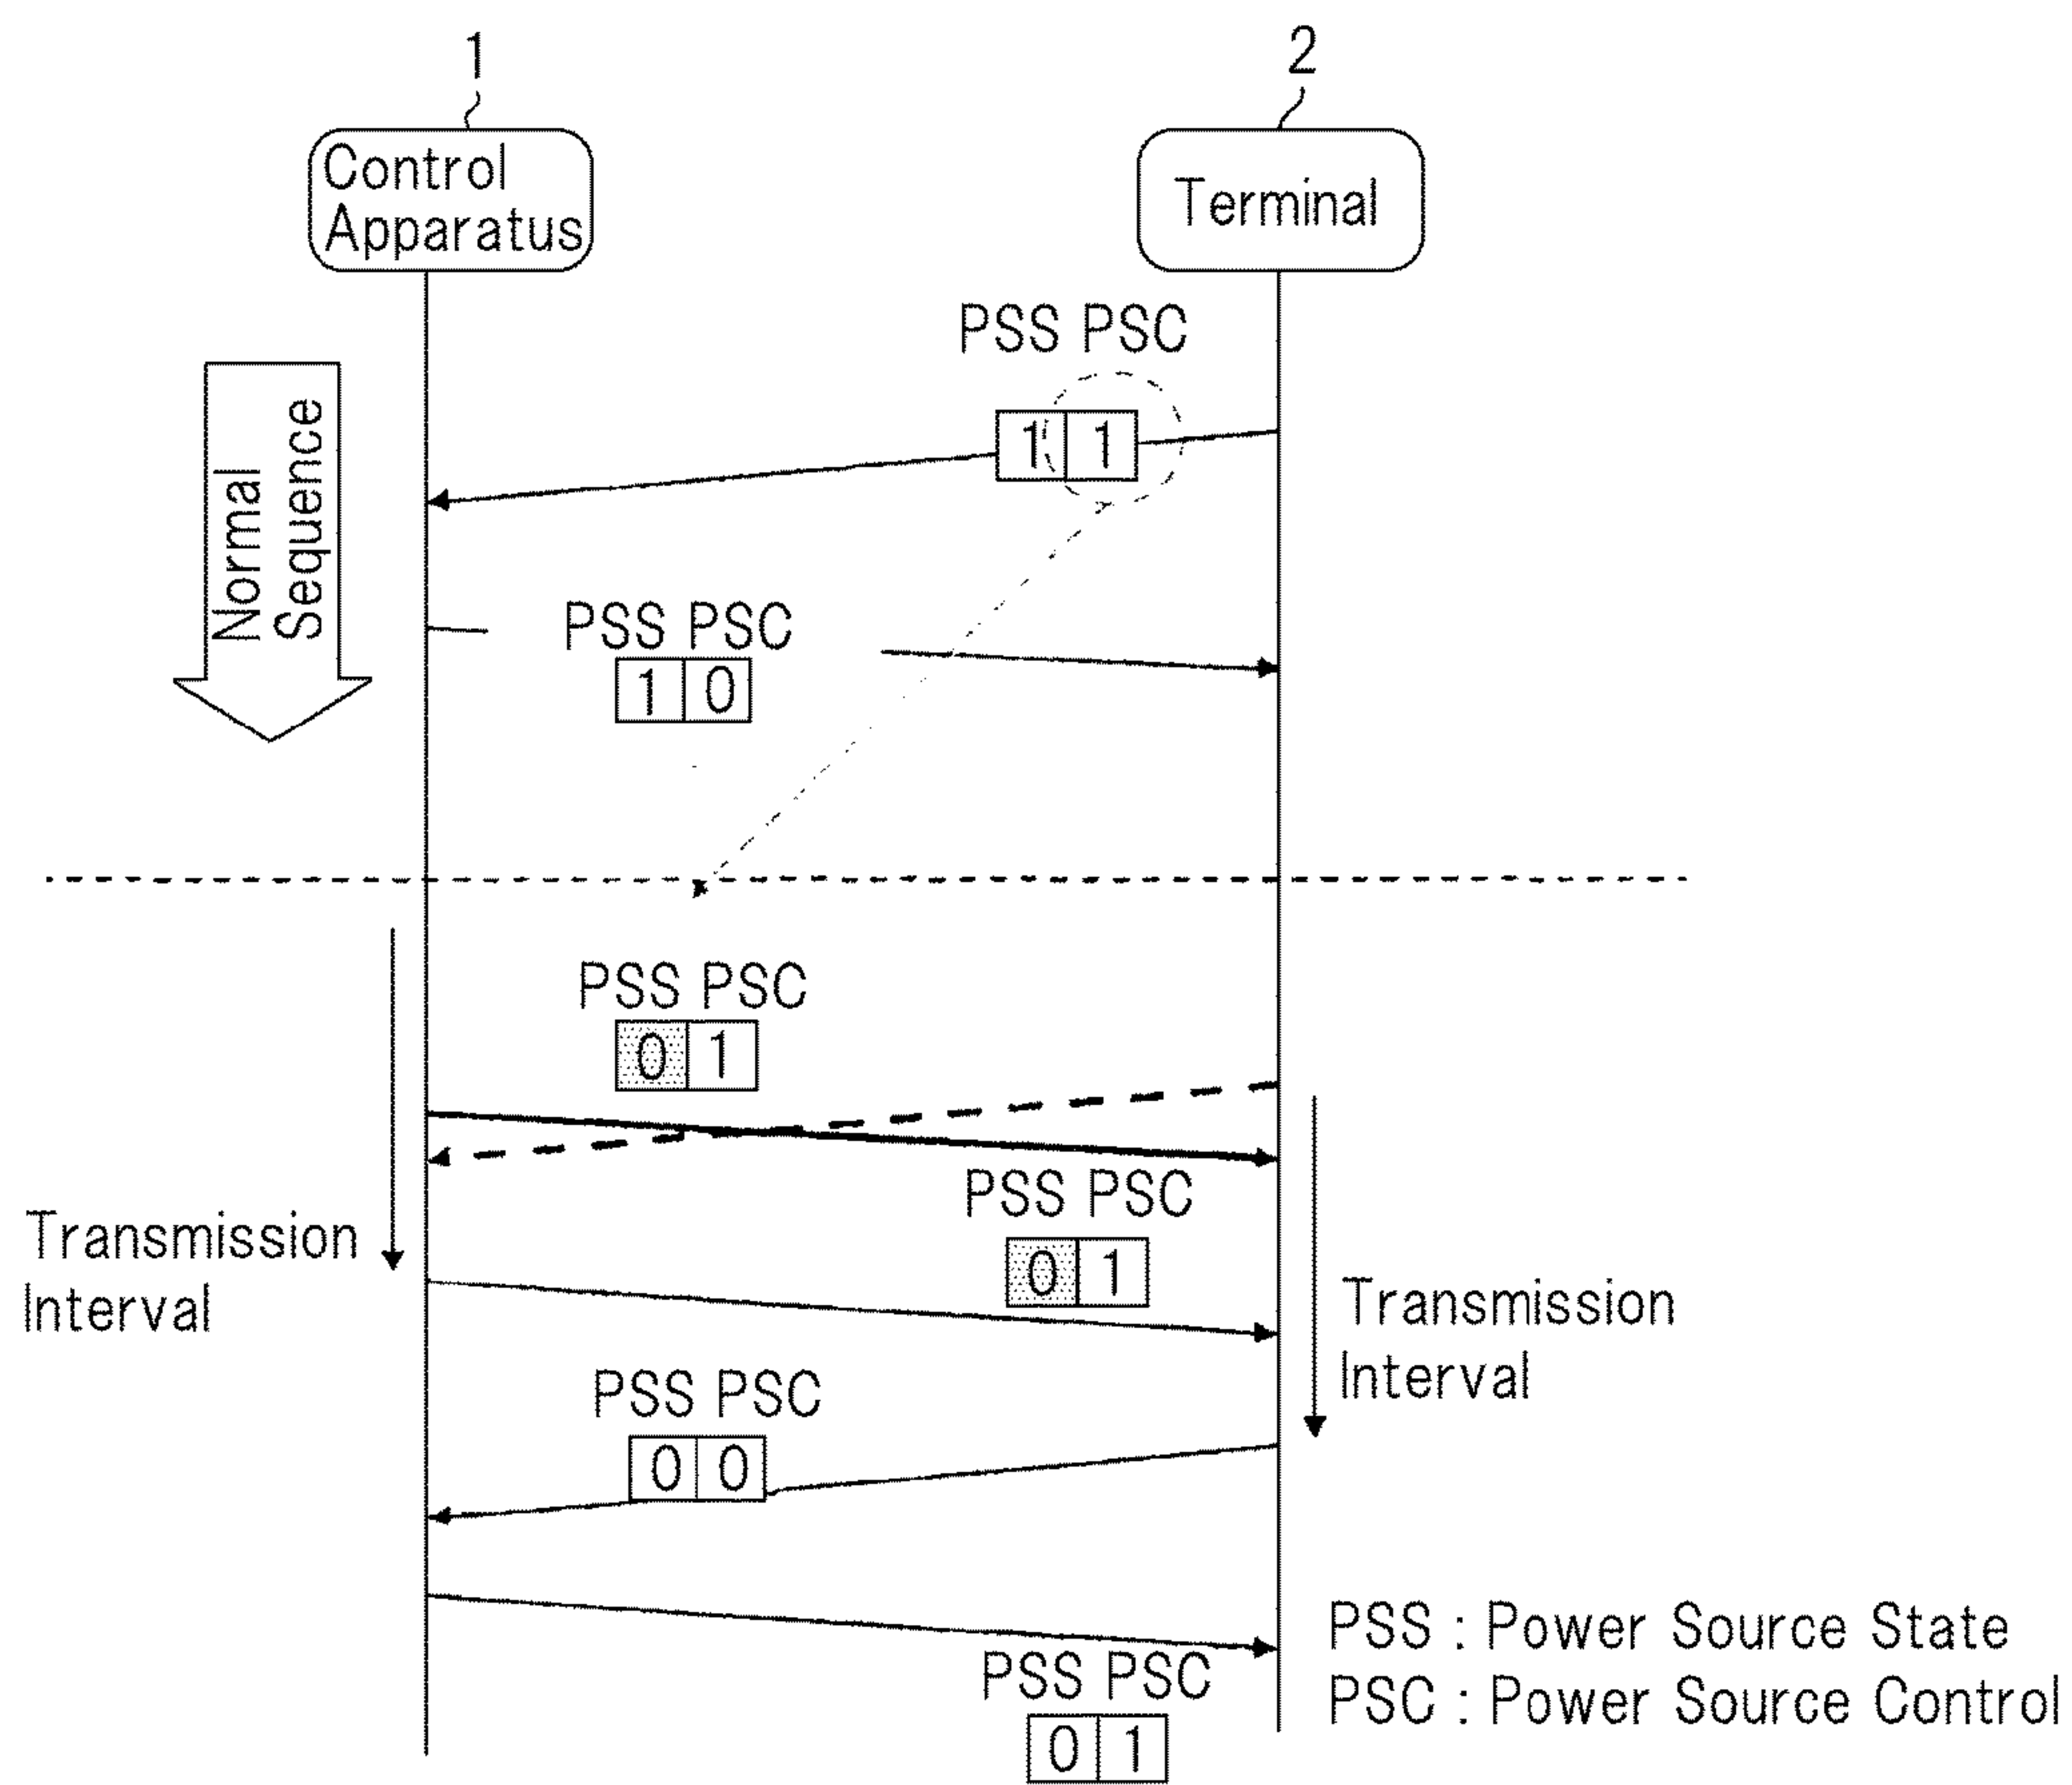 1
2
Control
Apparatus
Terminal
PSS PSC
1 1
Normal
Sequence
PSS PSC
1 0
PSS PSC
0 1
PSS PSC
0 1
Transmission
Interval
Transmission
Interval
PSS PSC
0 0
PSS : Power Source State
PSC : Power Source Control
PSS PSC
0 1